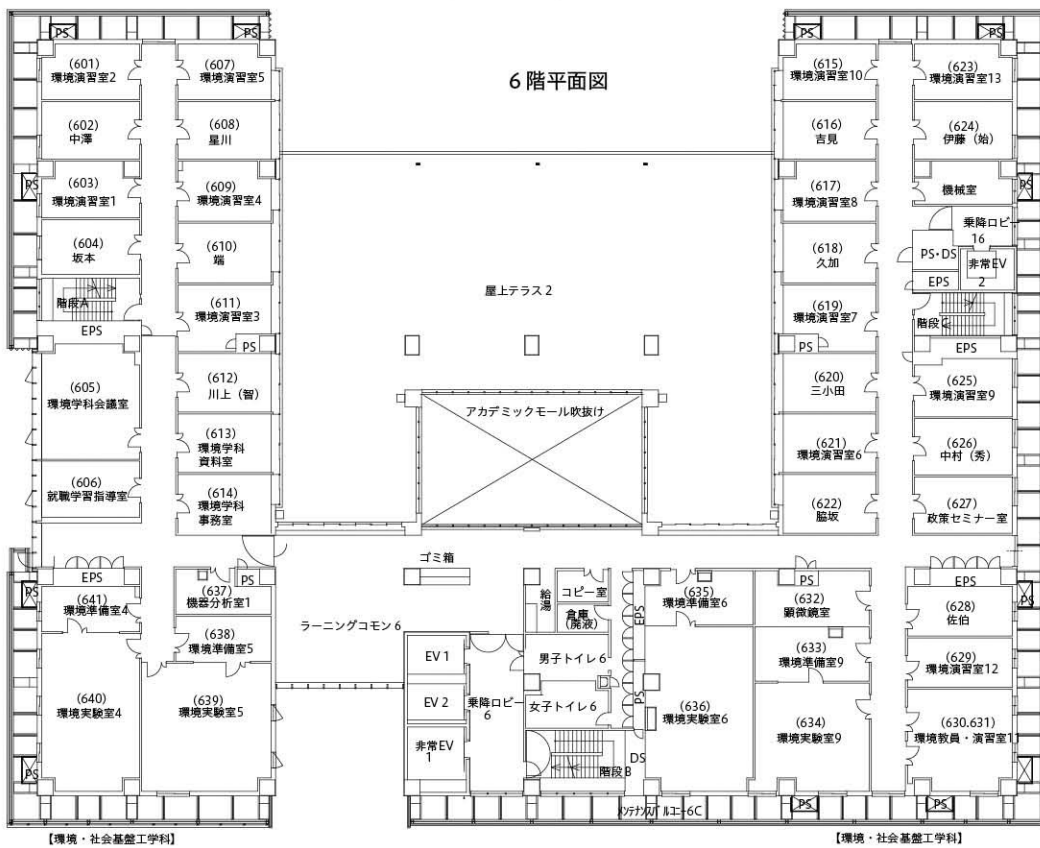 6階平面図
PS
PS
PS
PS
(601)
環境演習室2
(607)
環境演習室5
(615)
環境演習室10
(623)
環境演習室13
(602)
中澤
(608)
星川
(616)
吉見
(624)
伊藤（始）
PS
(603)
環境演習室1
(609)
環境演習室4
(617)
環境演習室8
機械室
PS
(604)
坂本
(610)
端
(618)
久加
乗降ロビー
16
PS・DS
非常EV
2
EPS
階段A
EPS
(611)
環境演習室3
PS
屋上テラス2
(619)
環境演習室7
PS
階段C
EPS
(605)
環境学科会議室
(612)
川上（智）
アカデミックモール吹抜け
(620)
三小田
(625)
環境演習室9
(613)
環境学科
資料室
(621)
環境演習室6
(626)
中村（秀）
(606)
就職学習指導室
(614)
環境学科
事務室
(622)
脇坂
(627)
政策セミナー室
ゴミ箱
EPS
PS
(641)
環境準備室4
(637)
機器分析室1
PS
ラーニングコモン6
給湯
コピー室
倉庫
（廃液）
EPS
(635)
環境準備室6
PS
(632)
顕微鏡室
EPS
(628)
佐伯
PS
(638)
環境準備室5
EV 1
男子トイレ6
(633)
環境準備室9
(629)
環境演習室12
(640)
環境実験室4
(639)
環境実験室5
EV 2
乗降ロビー
6
女子トイレ6
PS
(636)
環境実験室6
(634)
環境実験室9
(630.631)
環境教員・演習室11
PS
非常EV
1
階段B
DS
メンテナンスバルコニー6C
PS
PS
【環境・社会基盤工学科】
【環境・社会基盤工学科】